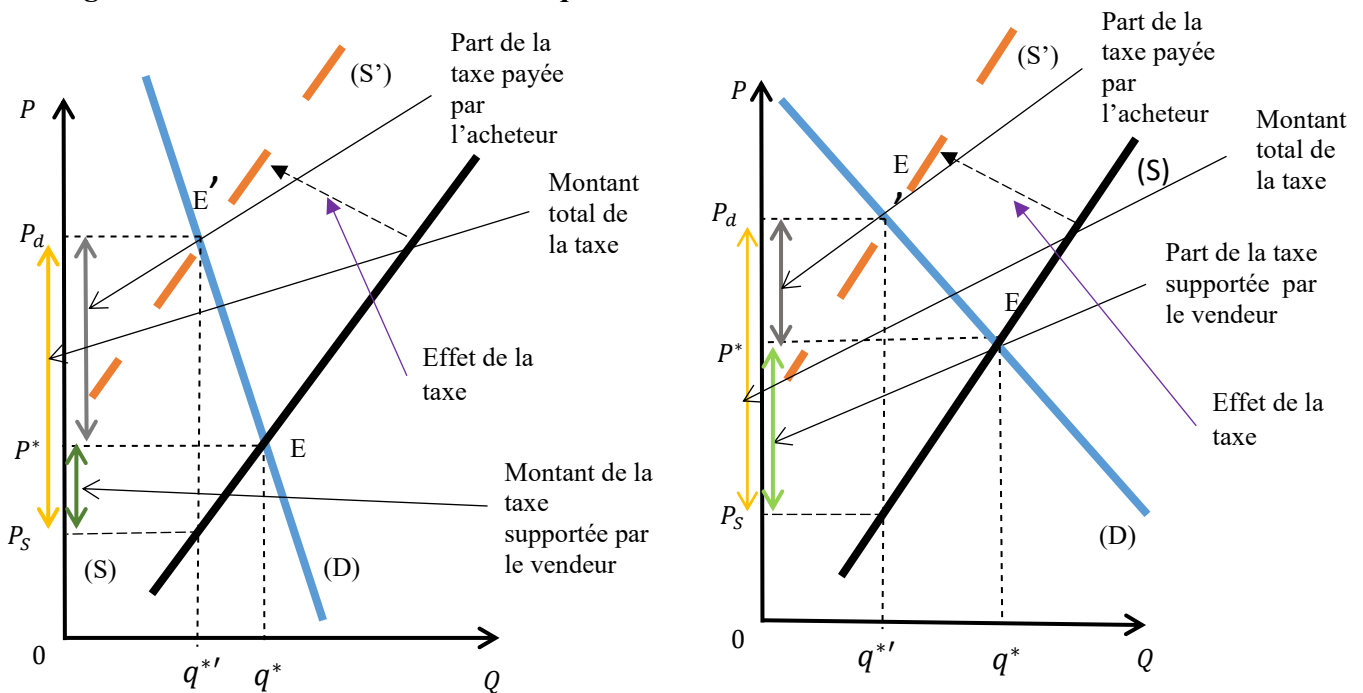 P
(S’)
Part de la
taxe payée
par
l’acheteur
Montant
total de
la taxe
E’
P_d
Effet de la
taxe
P*
E
Montant de la
taxe
supportée par
le vendeur
P_S
(S)
(D)
0
q*′
q*
Q
(S’)
P
Part de la
taxe payée
par
l’acheteur
Montant
total de
la taxe
E
’
(S)
P_d
Part de la taxe
supportée par
le vendeur
E
P*
Effet de la
taxe
P_S
(D)
0
q*′
q*
Q